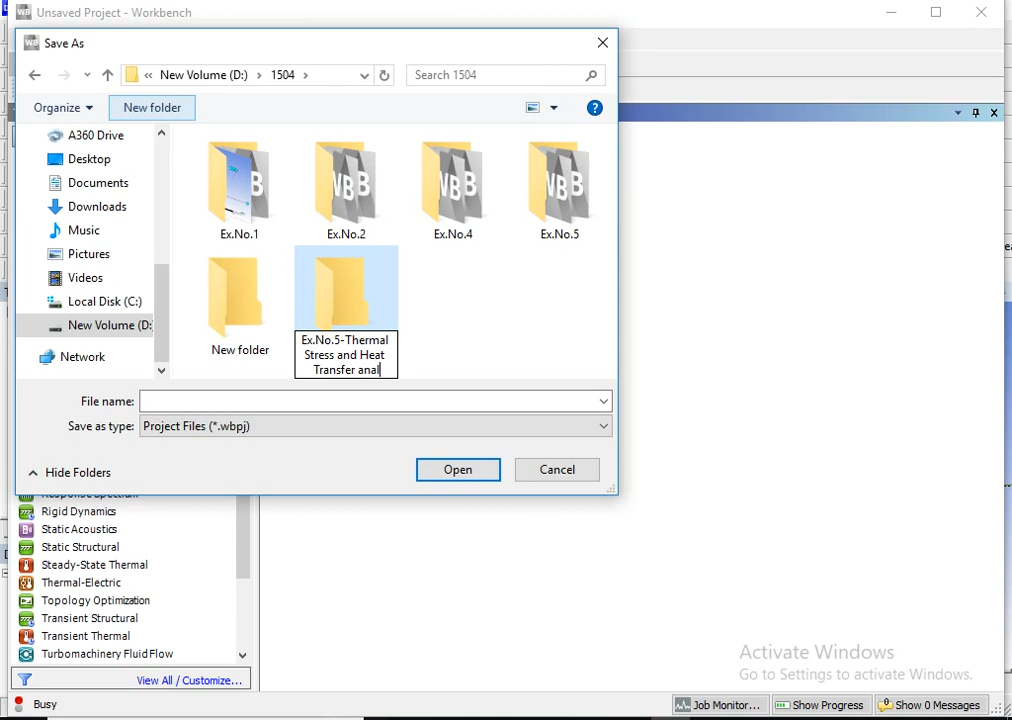 Unsaved Project - Workbench
Save As
« New Volume (D:) › 1504 ›
Search 1504
Organize
New folder
A360 Drive
Desktop
Documents
Downloads
Music
Pictures
Videos
Local Disk (C:)
New Volume (D:
Network
Ex.No.1
Ex.No.2
Ex.No.4
Ex.No.5
New folder
Ex.No.5-Thermal
Stress and Heat
Transfer anal
File name:
Save as type: Project Files (*.wbpj)
Hide Folders
Open
Cancel
Response Spectrum
Rigid Dynamics
Static Acoustics
Static Structural
Steady-State Thermal
Thermal-Electric
Topology Optimization
Transient Structural
Transient Thermal
Turbomachinery Fluid Flow
View All / Customize...
Activate Windows
Go to Settings to activate Windows.
Busy
Job Monitor...
Show Progress
Show 0 Messages